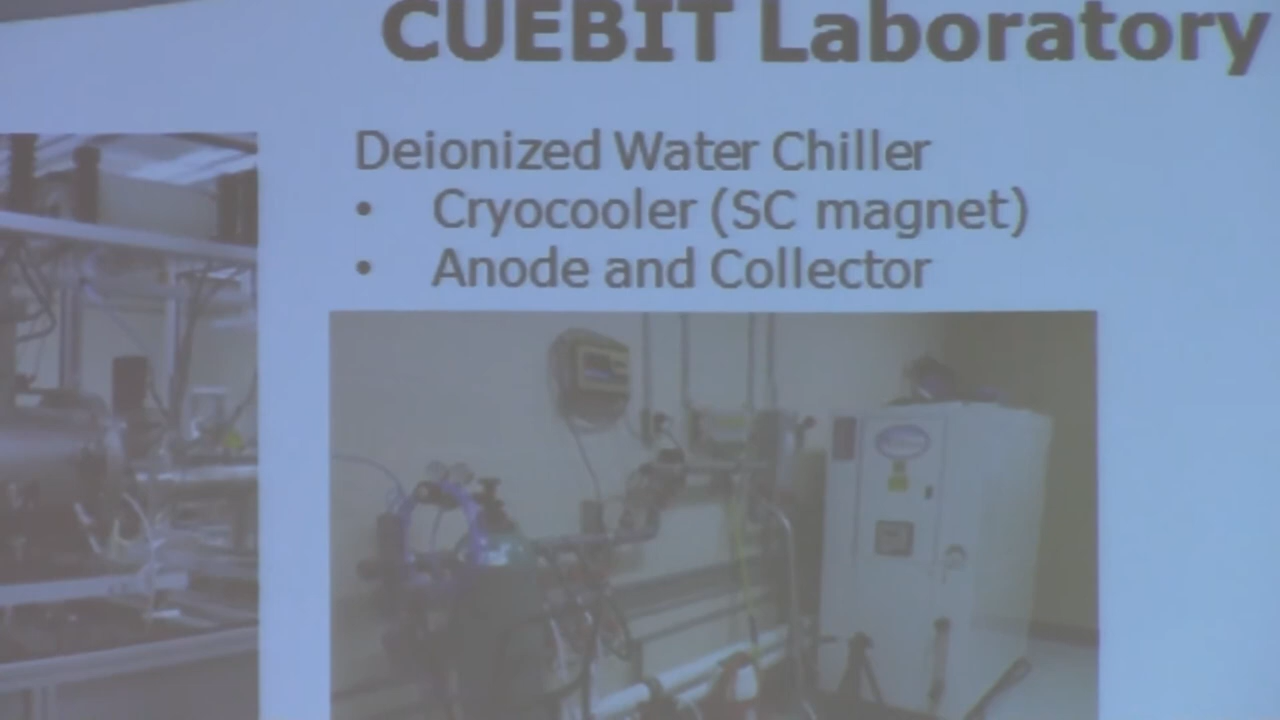 CUEBIT Laboratory
Deionized Water Chiller
• Cryocooler (SC magnet)
• Anode and Collector